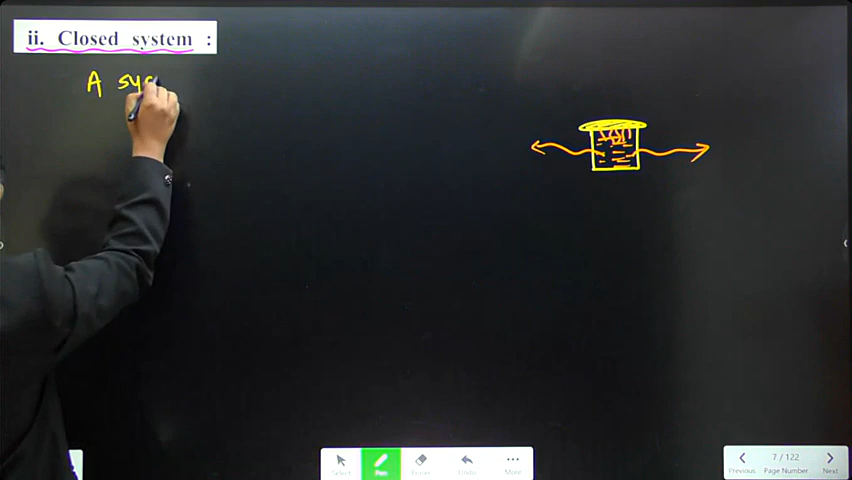 ii. Closed system :
A sys
Select
Pen
Eraser
Undo
More
7 / 122
Previous
Page Number
Next